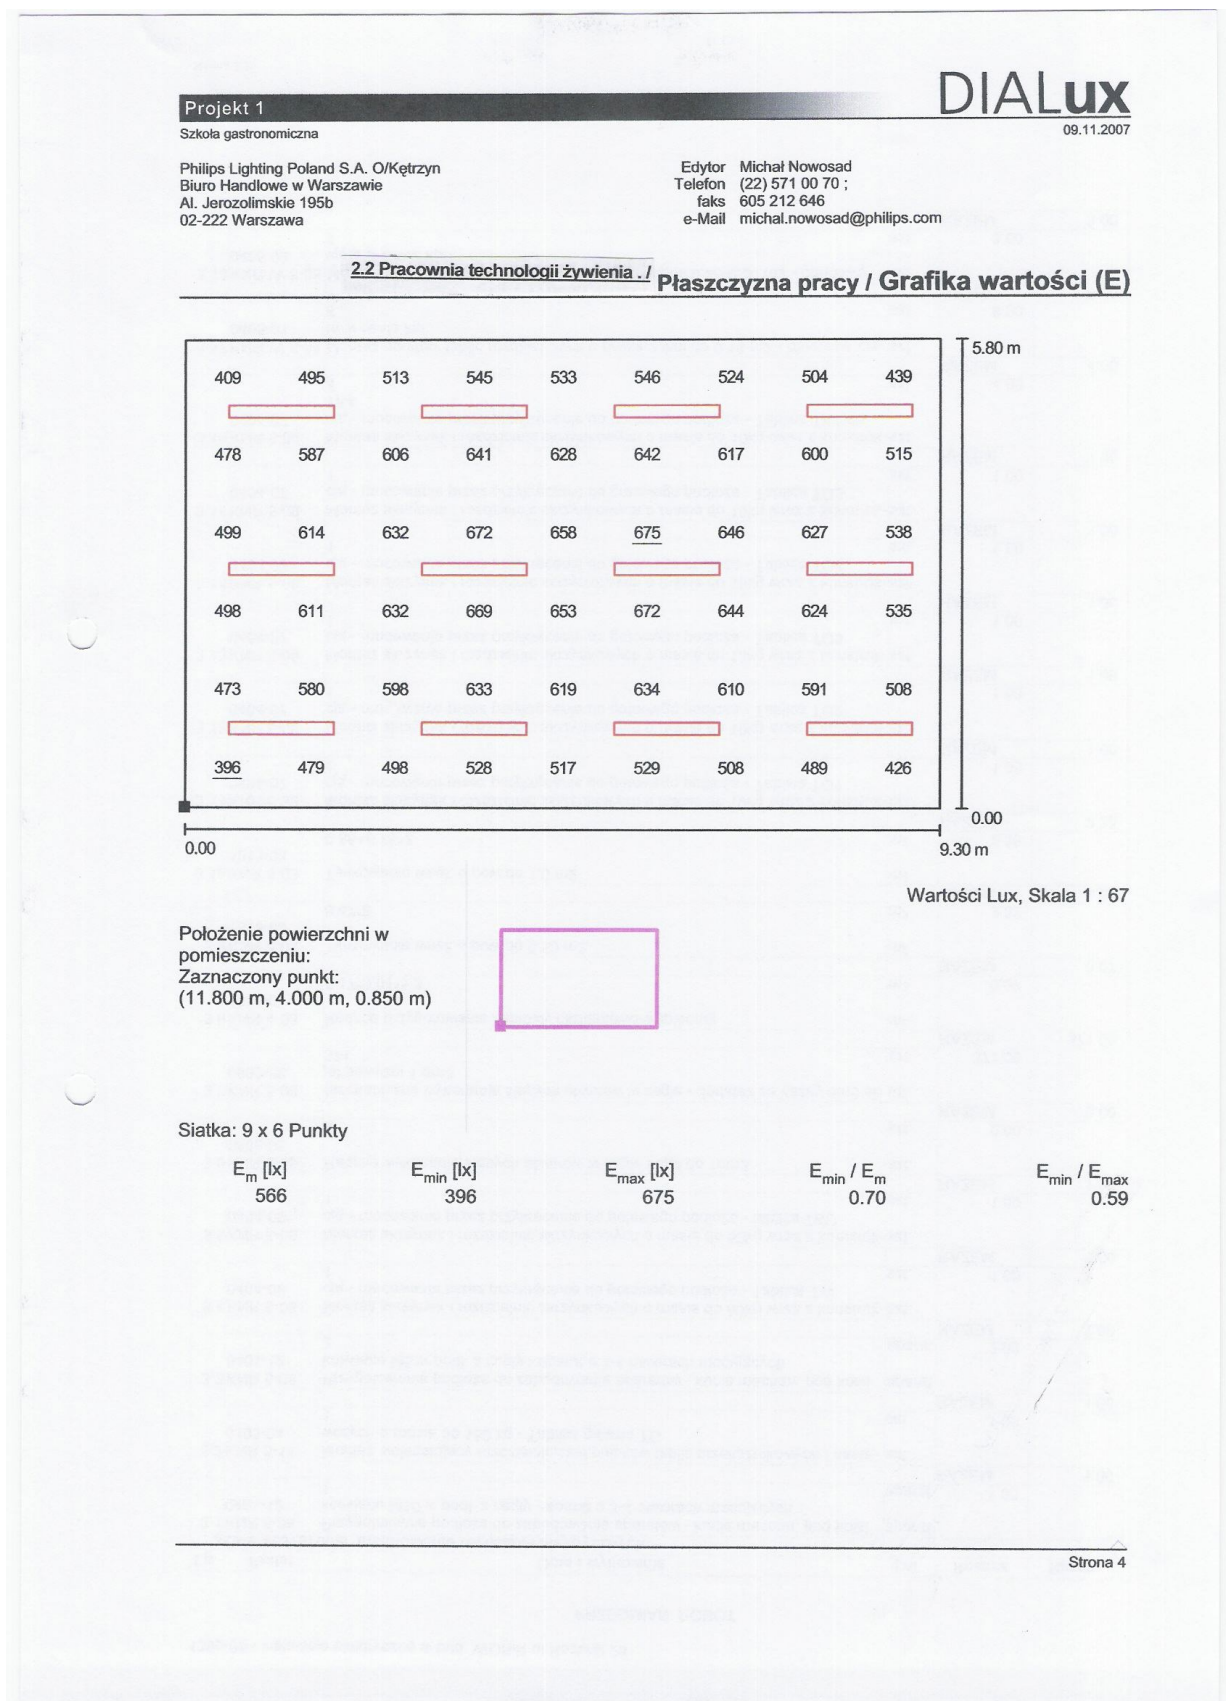 DIALux
Projekt 1
09.11.2007
Szkoła gastronomiczna
Philips Lighting Poland S.A. O/Kętrzyn
Biuro Handlowe w Warszawie
Al. Jerozolimskie 195b
02-222 Warszawa
Edytor Michał Nowosad
Telefon (22) 571 00 70 ;
faks 605 212 646
e-Mail michal.nowosad@philips.com
2.2 Pracownia technologii żywienia . / Płaszczyzna pracy / Grafika wartości (E)
5.80 m
409 495 513 545 533 546 524 504 439
478 587 606 641 628 642 617 600 515
499 614 632 672 658 675 646 627 538
498 611 632 669 653 672 644 624 535
473 580 598 633 619 634 610 591 508
396 479 498 528 517 529 508 489 426
0.00
0.00 9.30 m
Wartości Lux, Skala 1 : 67
Położenie powierzchni w
pomieszczeniu:
Zaznaczony punkt:
(11.800 m, 4.000 m, 0.850 m)
Siatka: 9 x 6 Punkty
Em [lx] Emin [lx] Emax [lx] Emin / Em Emin / Emax
566 396 675 0.70 0.59
Strona 4